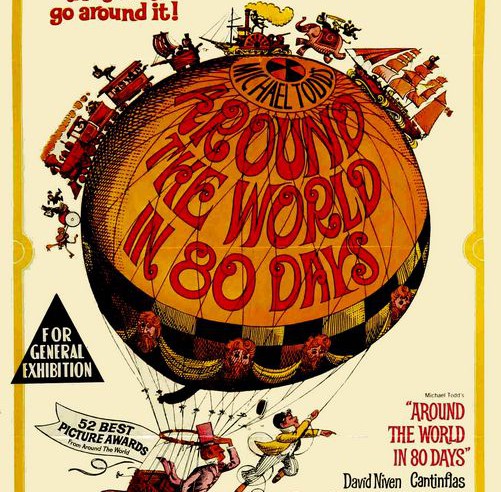 go around it!
MICHAEL TODD'S
AROUND
THE WORLD
IN 80 DAYS
FOR
GENERAL
EXHIBITION
52 BEST
PICTURE AWARDS
From Around The World
Michael Todd's
"AROUND
THE WORLD
IN 80 DAYS"
David Niven Cantinflas